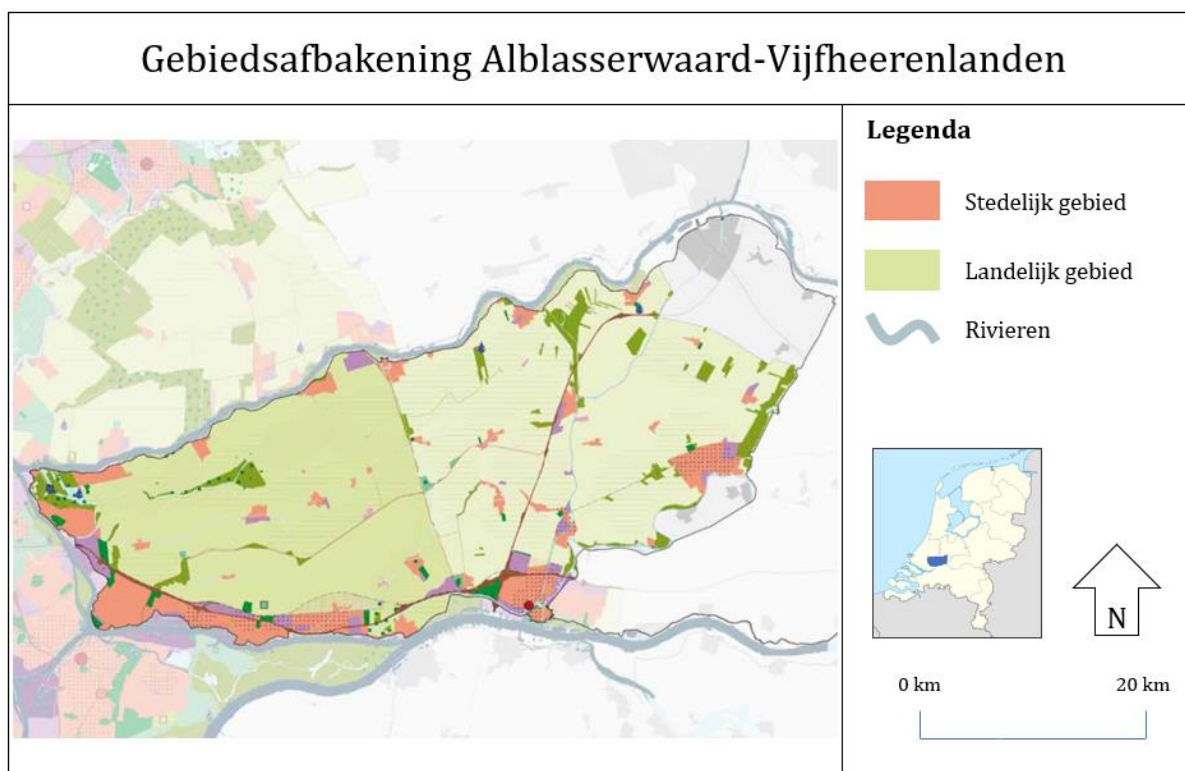 Gebiedsafbakening Alblasserwaard-Vijfheerenlanden
Legenda
Stedelijk gebied
Landelijk gebied
Rivieren
N
0 km 20 km